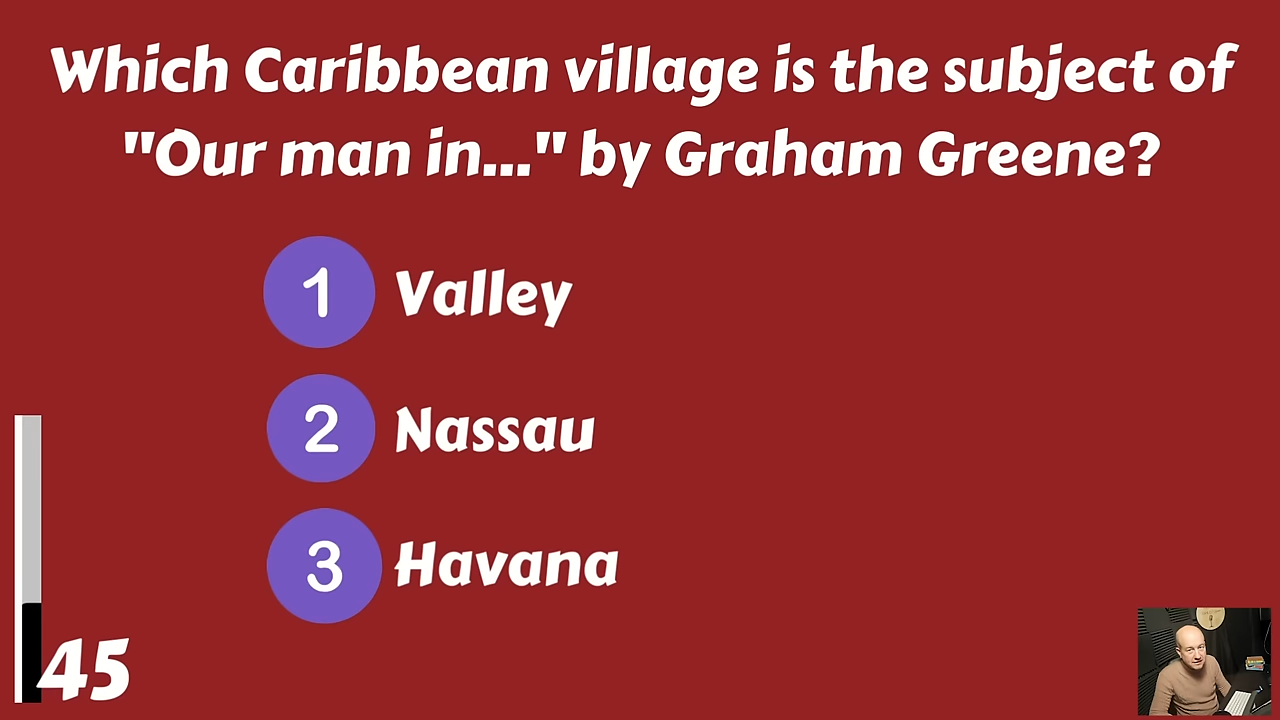 Which Caribbean village is the subject of
"Our man in..." by Graham Greene?
1 Valley
2 Nassau
3 Havana
45